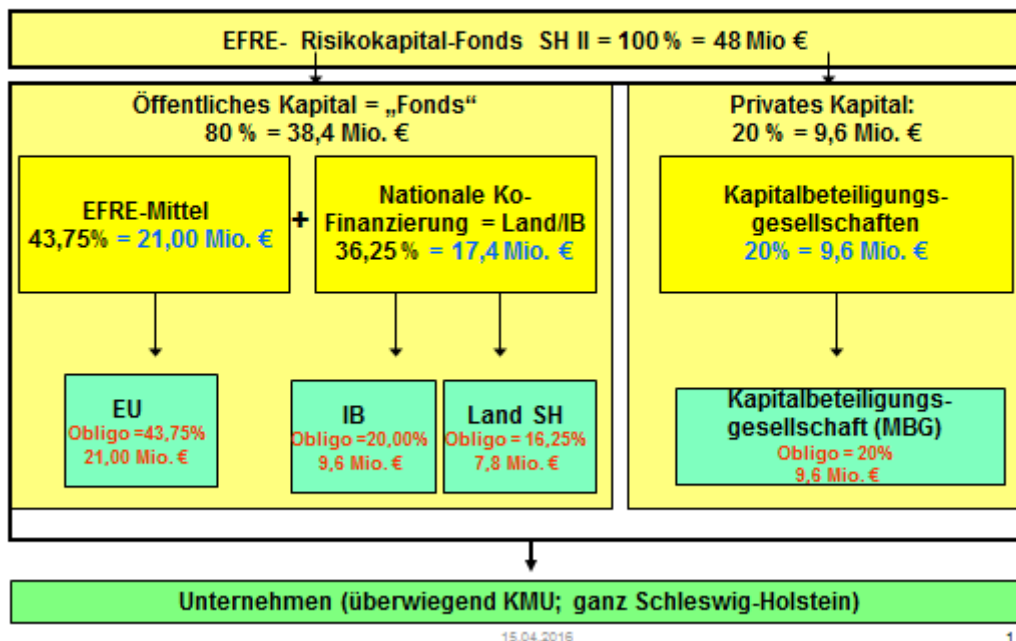 EFRE- Risikokapital-Fonds SH II = 100 % = 48 Mio €
Öffentliches Kapital = „Fonds“
80 % = 38,4 Mio. €
Privates Kapital:
20 % = 9,6 Mio. €
EFRE-Mittel
43,75% = 21,00 Mio. €
+
Nationale Ko-
Finanzierung = Land/IB
36,25 % = 17,4 Mio. €
Kapitalbeteiligungs-
gesellschaften
20% = 9,6 Mio. €
EU
Obligo =43,75%
21,00 Mio. €
IB
Obligo =20,00%
9,6 Mio. €
Land SH
Obligo = 16,25%
7,8 Mio. €
Kapitalbeteiligungs-
gesellschaft (MBG)
Obligo = 20%
9,6 Mio. €
Unternehmen (überwiegend KMU; ganz Schleswig-Holstein)
15.04.2016
1